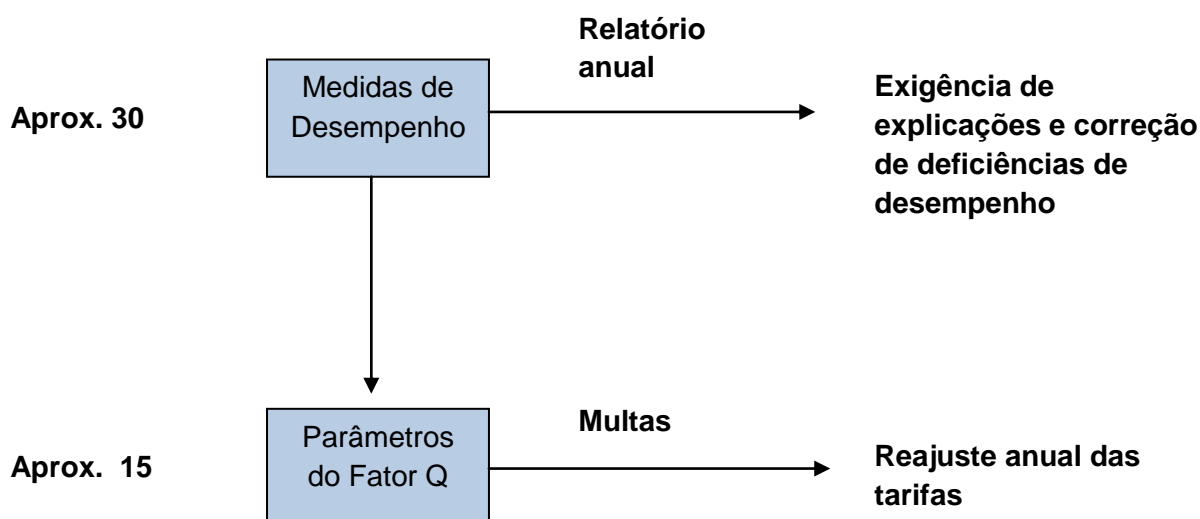 Relatório
anual
Aprox. 30
Medidas de
Desempenho
Exigência de
explicações e correção
de deficiências de
desempenho
Multas
Aprox. 15
Parâmetros
do Fator Q
Reajuste anual das
tarifas